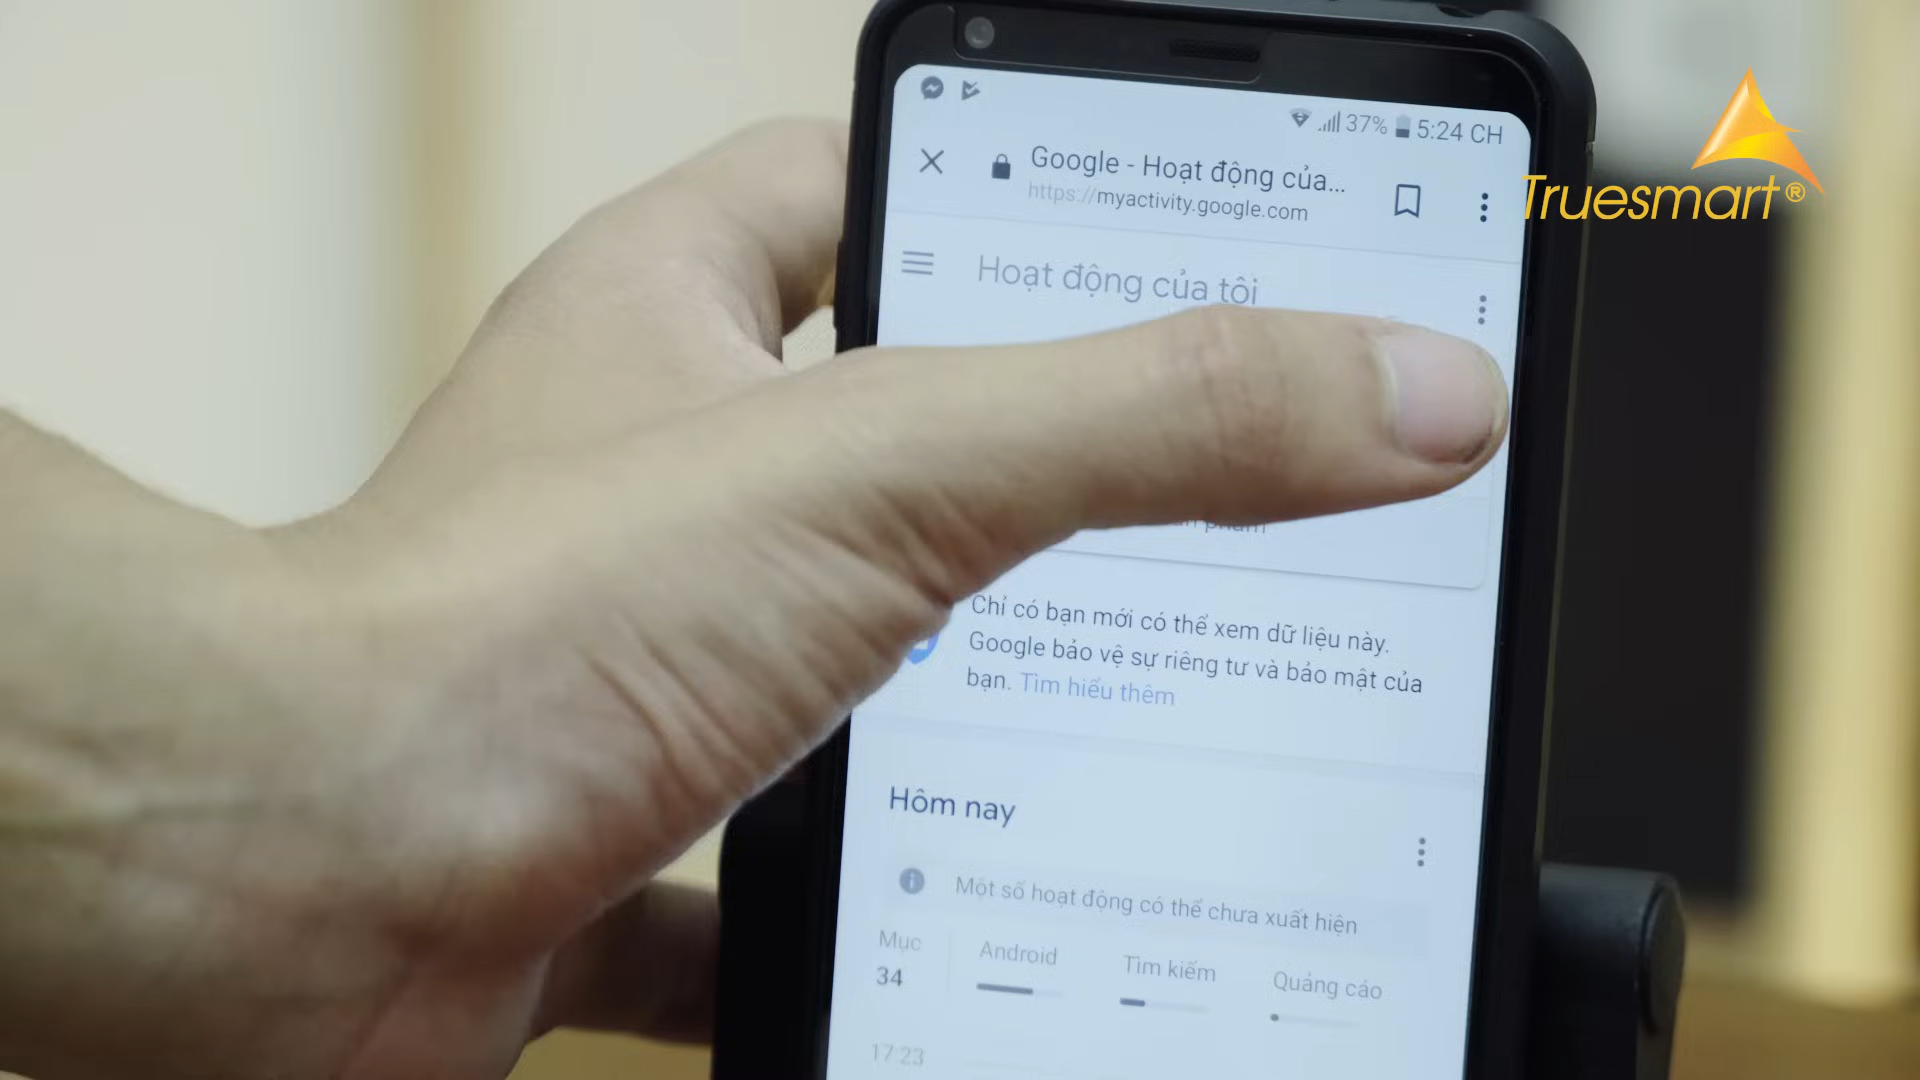 37% 5:24 CH
Google - Hoạt động của...
https://myactivity.google.com
Truesmart®
Hoạt động của tôi
Chỉ có bạn mới có thể xem dữ liệu này.
Google bảo vệ sự riêng tư và bảo mật của
bạn. Tìm hiểu thêm
Hôm nay
Một số hoạt động có thể chưa xuất hiện
Mục Android Tìm kiếm Quảng cáo
34
17:23